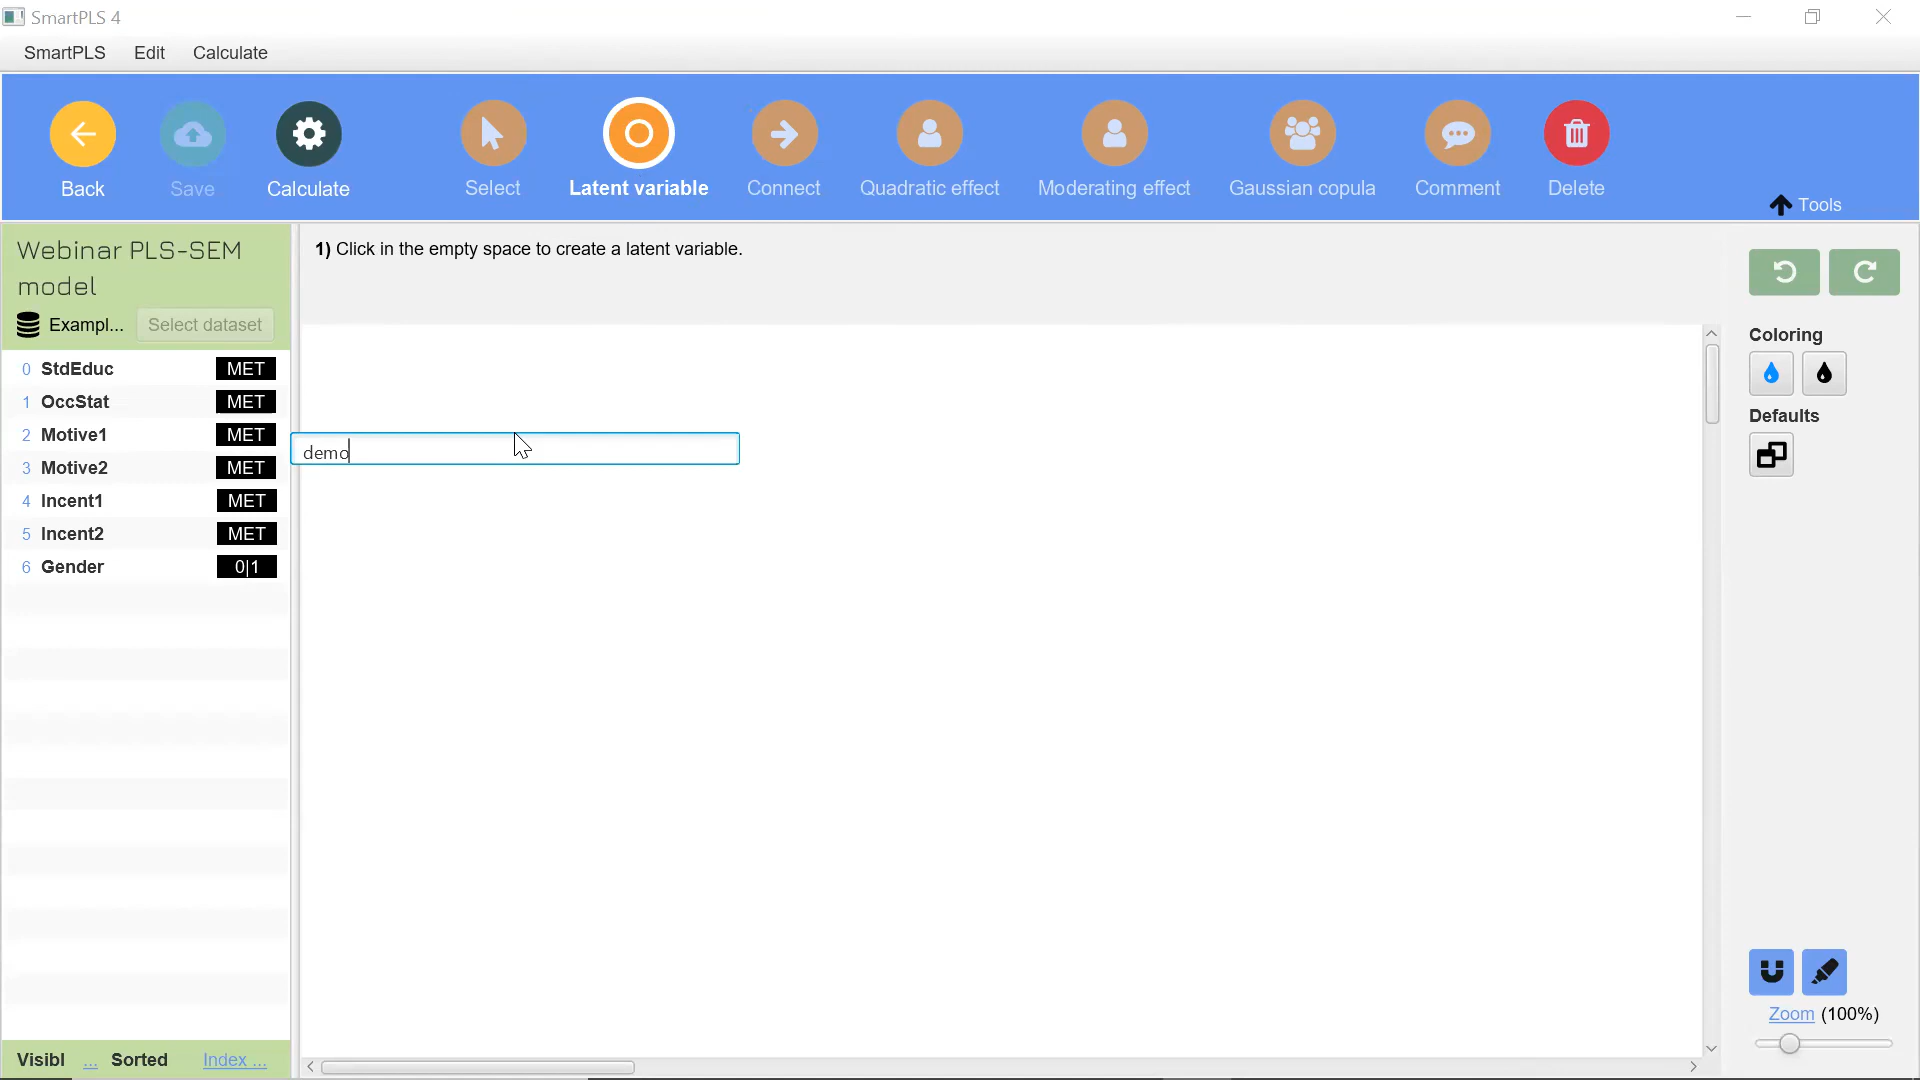 SmartPLS 4
SmartPLS Edit Calculate
Back Save Calculate Select Latent variable Connect Quadratic effect Moderating effect Gaussian copula Comment Delete
Tools
Webinar PLS-SEM
model
Exampl... Select dataset
1) Click in the empty space to create a latent variable.
0 StdEduc MET
1 OccStat MET
2 Motive1 MET
3 Motive2 MET
4 Incent1 MET
5 Incent2 MET
6 Gender 0|1
demo
Coloring
Defaults
Zoom (100%)
Visibl ... Sorted Index ...